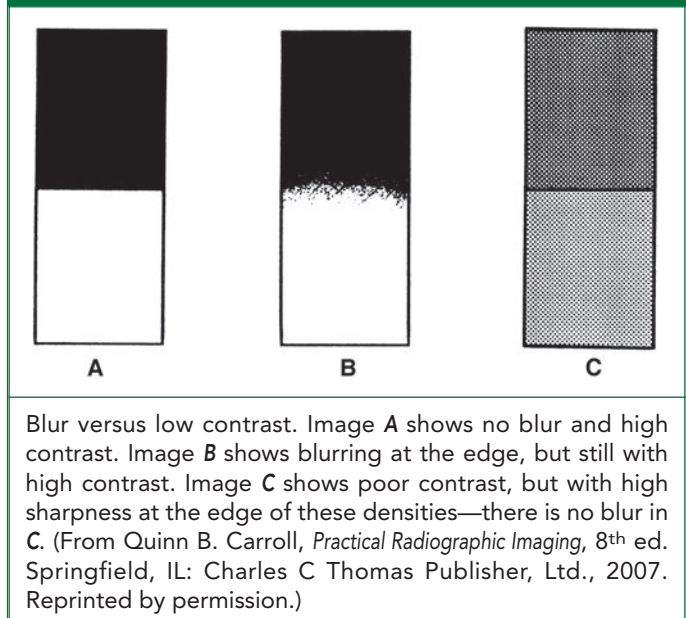 A B C
Blur versus low contrast. Image A shows no blur and high
contrast. Image B shows blurring at the edge, but still with
high contrast. Image C shows poor contrast, but with high
sharpness at the edge of these densities—there is no blur in
C. (From Quinn B. Carroll, Practical Radiographic Imaging, 8th ed.
Springfield, IL: Charles C Thomas Publisher, Ltd., 2007.
Reprinted by permission.)